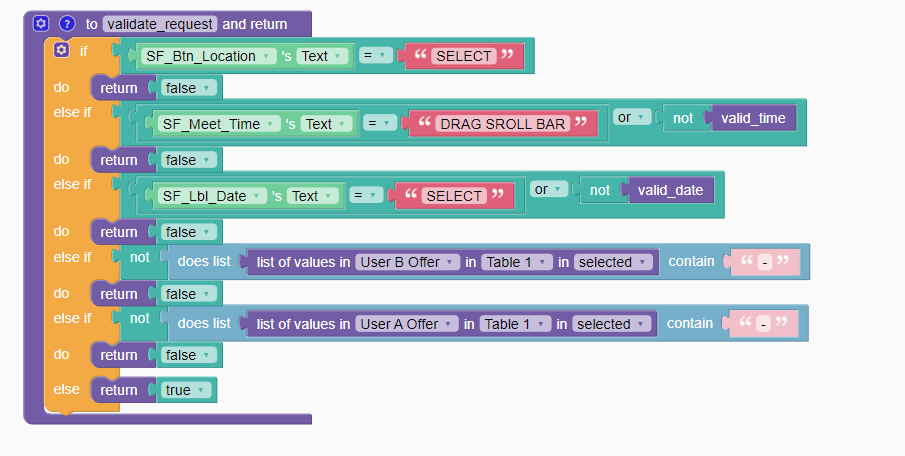 ? to validate_request and return
if SF_Btn_Location 's Text = “ SELECT ”
do return false
else if SF_Meet_Time 's Text = “ DRAG SROLL BAR ” or not valid_time
do return false
else if SF_Lbl_Date 's Text = “ SELECT ” or not valid_date
do return false
else if not does list list of values in User B Offer in Table 1 in selected contain “ - ”
do return false
else if not does list list of values in User A Offer in Table 1 in selected contain “ - ”
do return false
else return true